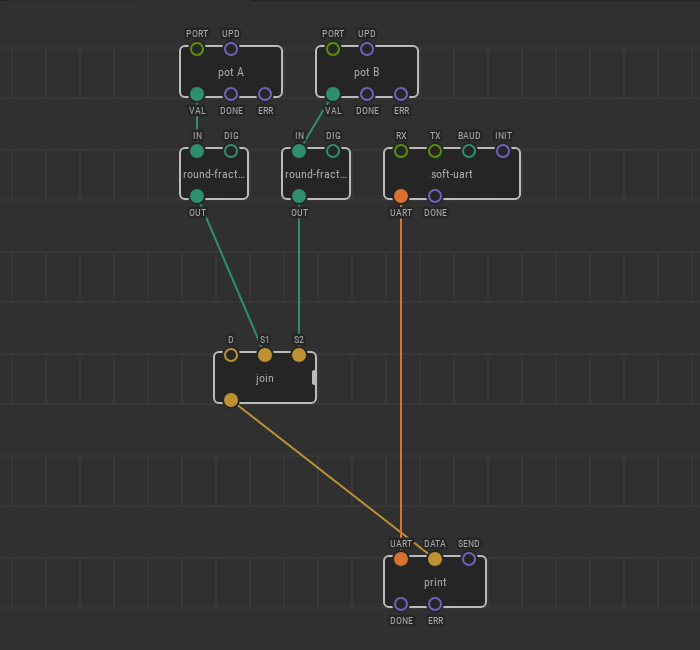 PORT UPD PORT UPD
pot A pot B
VAL DONE ERR VAL DONE ERR
IN DIG IN DIG RX TX BAUD INIT
round-fract... round-fract... soft-uart
OUT OUT UART DONE
D S1 S2
join
UART DATA SEND
print
DONE ERR